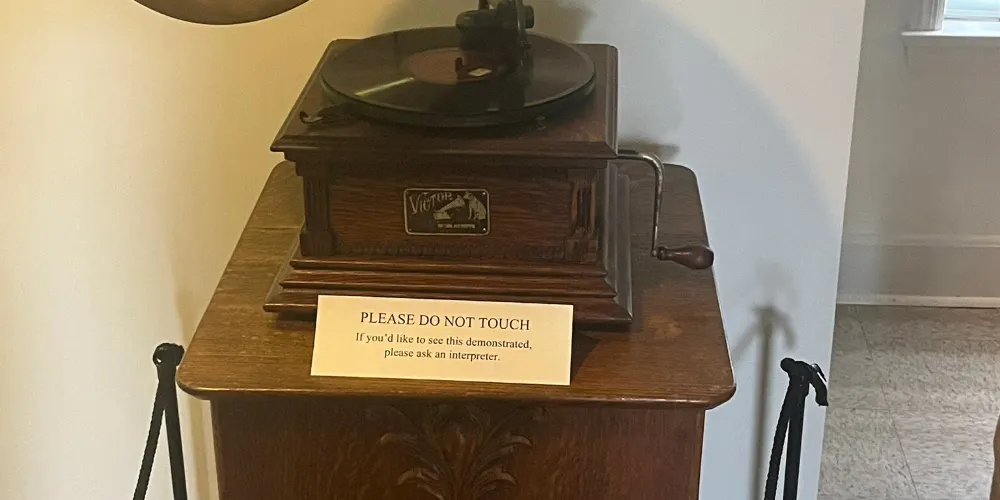 VICTOR
PLEASE DO NOT TOUCH
If you'd like to see this demonstrated,
please ask an interpreter.